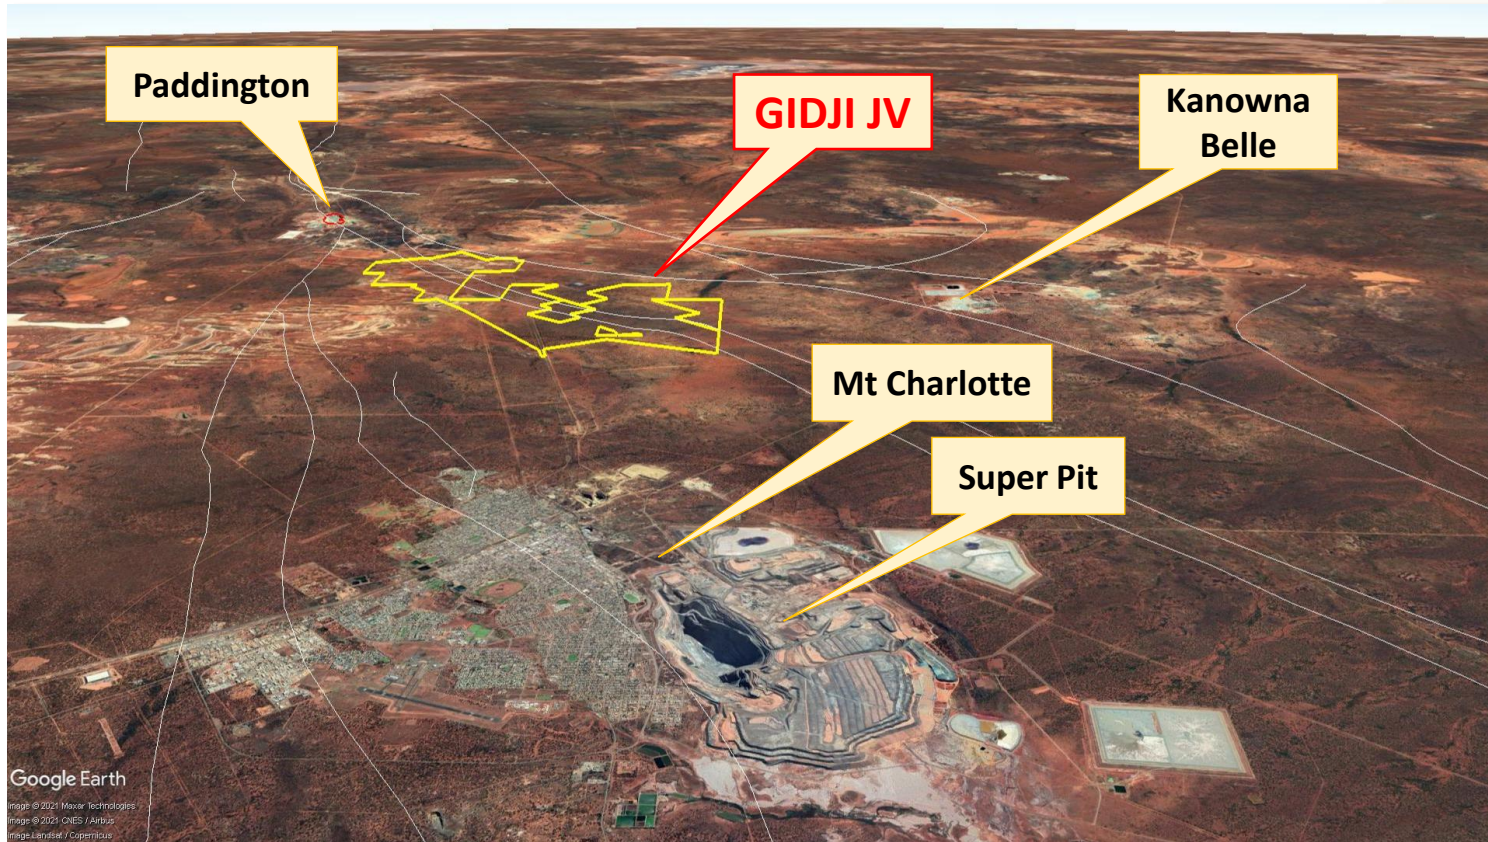 Paddington
GIDJI JV
Kanowna
Belle
Mt Charlotte
Super Pit
Google Earth
Image © 2021 Maxar Technologies
Image © 2021 CNES / Airbus
Image Landsat / Copernicus